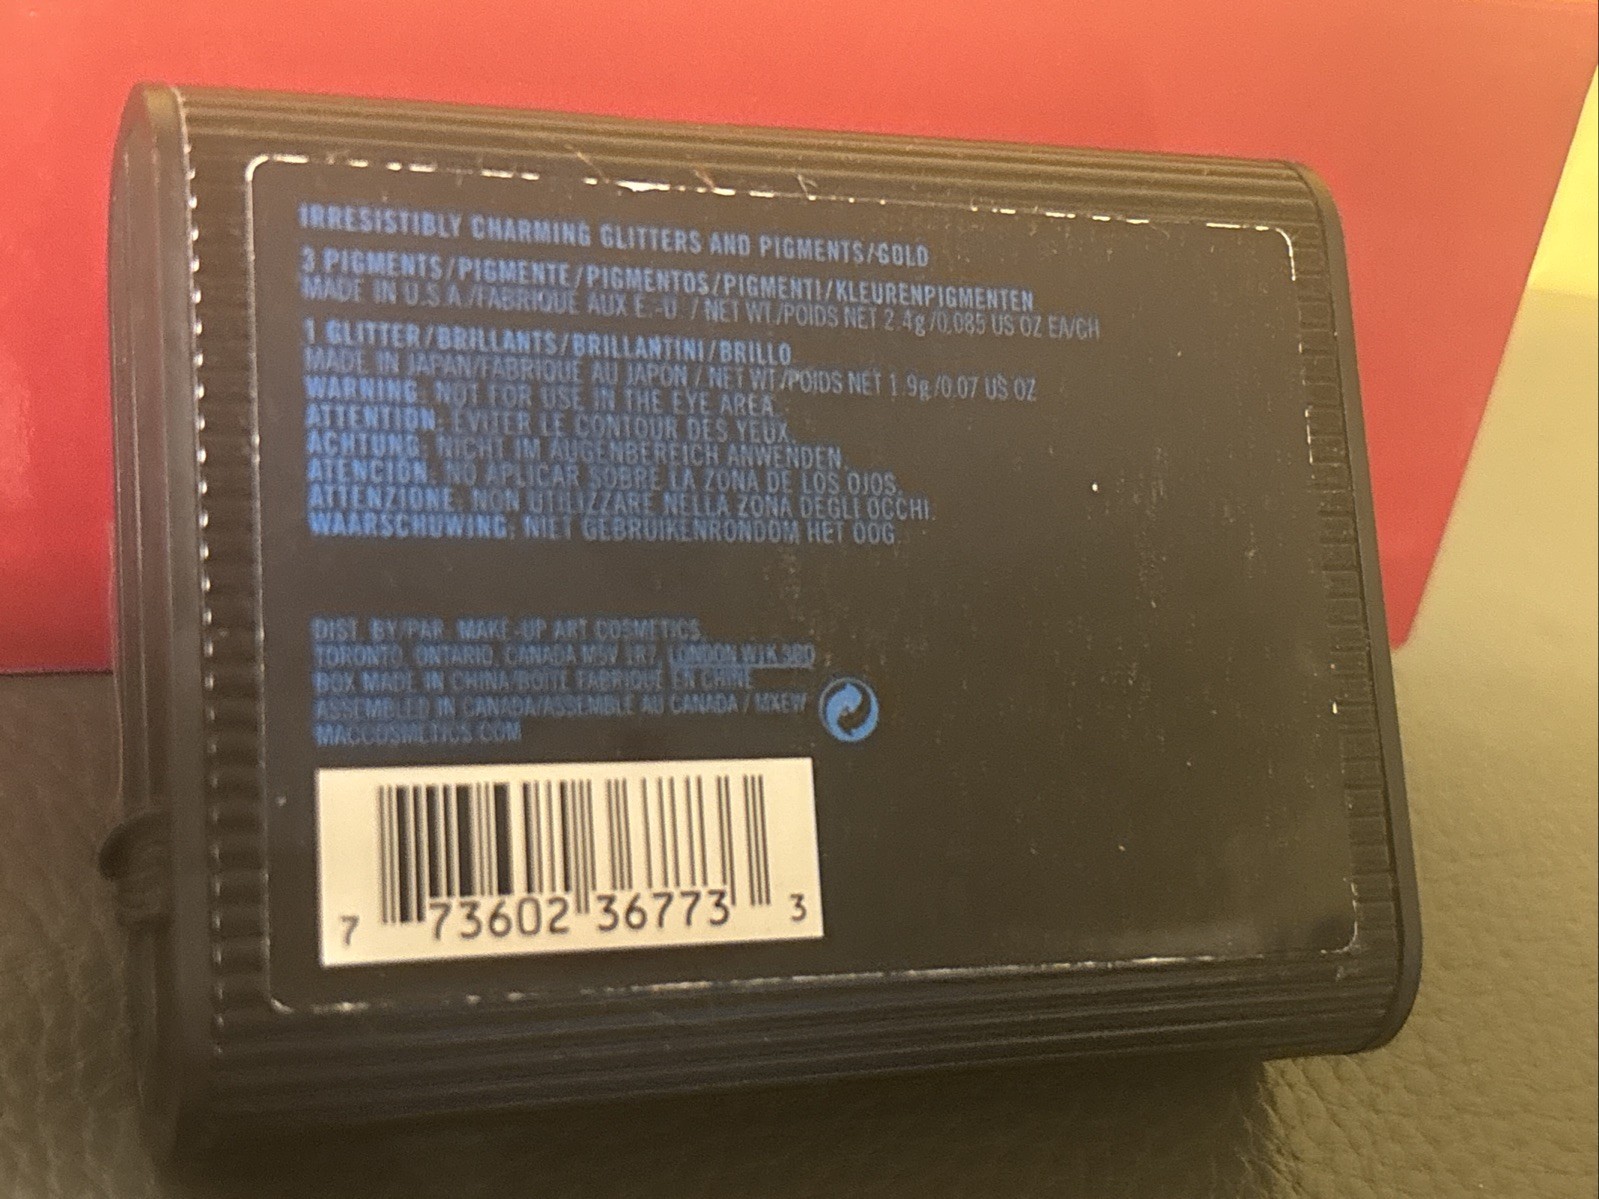 IRRESISTIBLY CHARMING GLITTERS AND PIGMENTS/GOLD
3 PIGMENTS/PIGMENTE/PIGMENTOS/PIGMENTI/KLEURENPIGMENTEN
MADE IN U.S.A./FABRIQUE AUX E.-U. / NET WT./POIDS NET 2.4g/0.085 US OZ EA/CH
1 GLITTER/BRILLANTS/BRILLANTINI/BRILLO
MADE IN JAPAN/FABRIQUE AU JAPON / NET WT./POIDS NET 1.9g/0.07 US OZ
WARNING: NOT FOR USE IN THE EYE AREA.
ATTENTION: ÉVITER LE CONTOUR DES YEUX.
ACHTUNG: NICHT IM AUGENBEREICH ANWENDEN.
ATENCIÓN: NO APLICAR SOBRE LA ZONA DE LOS OJOS.
ATTENZIONE: NON UTILIZZARE NELLA ZONA DEGLI OCCHI.
WAARSCHUWING: NIET GEBRUIKENRONDOM HET OOG.
DIST. BY/PAR. MAKE-UP ART COSMETICS.
TORONTO, ONTARIO, CANADA M5V 1R7, LONDON W1K 3BQ
BOX MADE IN CHINA/BOÎTE FABRIQUE EN CHINE
ASSEMBLED IN CANADA/ASSEMBLE AU CANADA / MXEW
MACCOSMETICS.COM
7 73602 36773 3